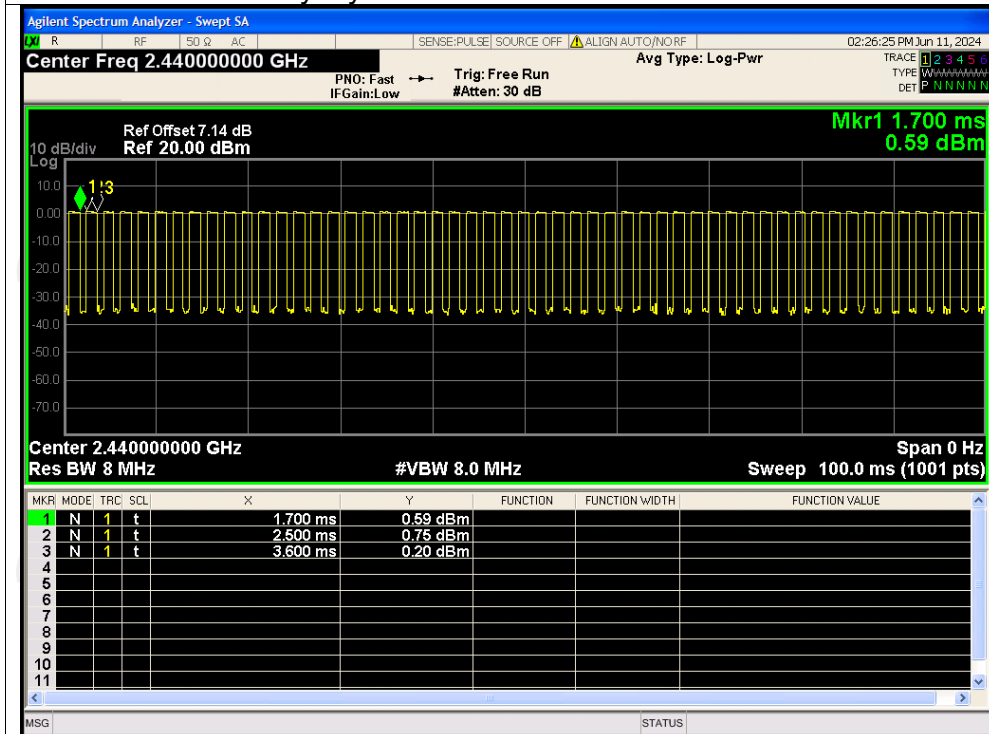 Agilent Spectrum Analyzer - Swept SA
LXI R RF 50 Ω AC SENSE:PULSE SOURCE OFF ALIGN AUTO/NO RF 02:26:25 PM Jun 11, 2024
Center Freq 2.440000000 GHz
PNO: Fast
IFGain:Low
Trig: Free Run
#Atten: 30 dB
Avg Type: Log-Pwr
TRACE 1 2 3 4 5 6
TYPE WWWWWW
DET P N N N N N
Ref Offset 7.14 dB
Ref 20.00 dBm
10 dB/div
Log
Mkr1 1.700 ms
0.59 dBm
10.0
0.00
-10.0
-20.0
-30.0
-40.0
-50.0
-60.0
-70.0
Center 2.440000000 GHz Span 0 Hz
Res BW 8 MHz #VBW 8.0 MHz Sweep 100.0 ms (1001 pts)
MKR MODE TRC SCL X Y FUNCTION FUNCTION WIDTH FUNCTION VALUE
1 N 1 t 1.700 ms 0.59 dBm
2 N 1 t 2.500 ms 0.75 dBm
3 N 1 t 3.600 ms 0.20 dBm
4
5
6
7
8
9
10
11
MSG STATUS